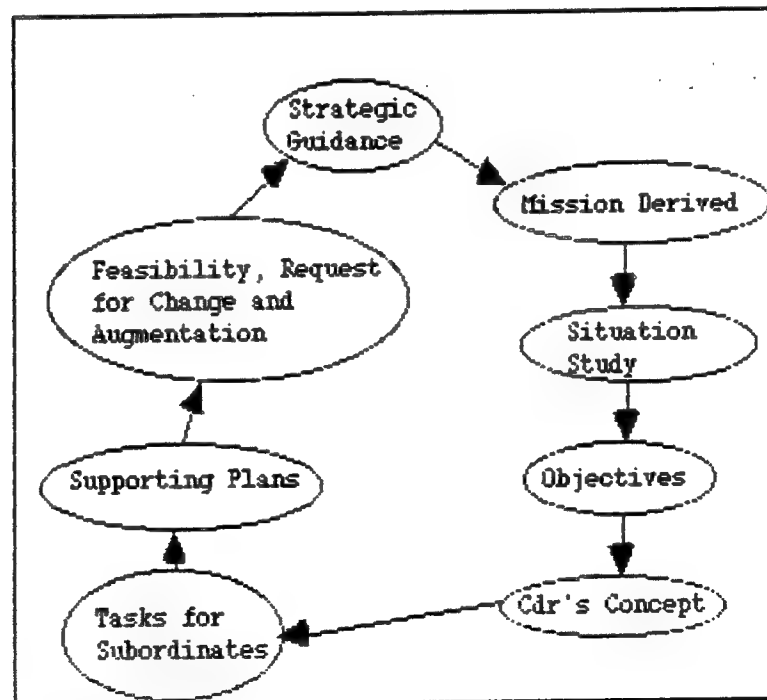 Strategic
Guidance
Mission Derived
Situation
Study
Objectives
Cdr's Concept
Tasks for
Subordinates
Supporting Plans
Feasibility, Request
for Change and
Augmentation